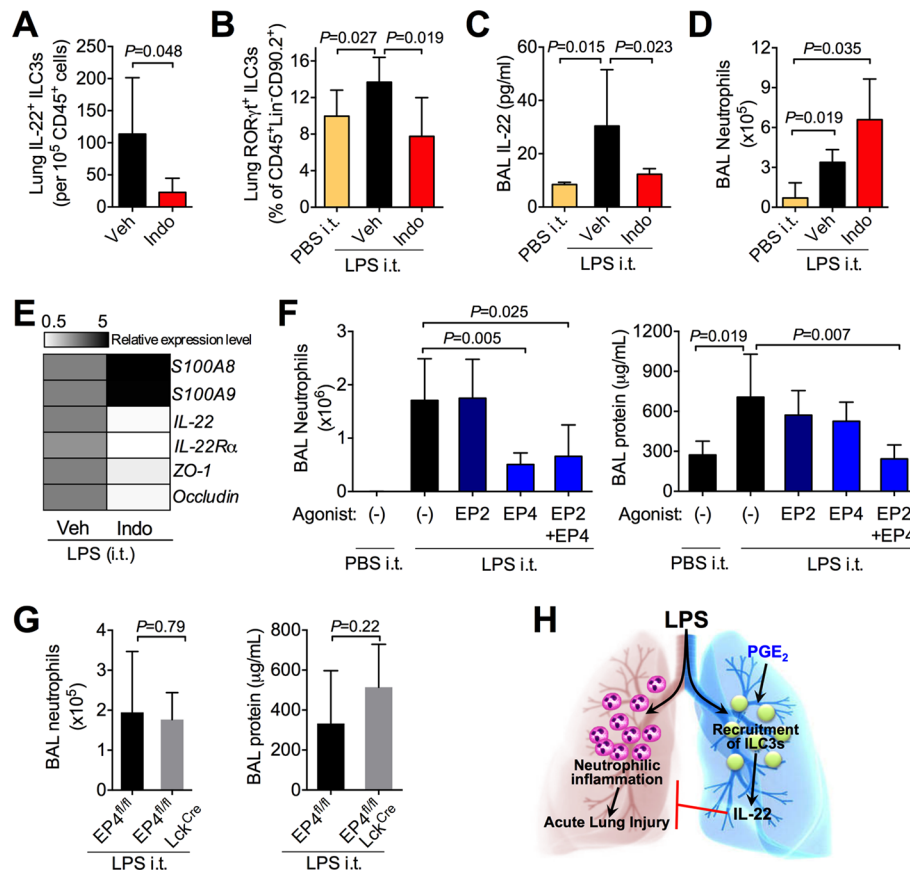 A
Lung IL-22⁺ ILC3s
(per 10⁵ CD45⁺ cells)
250
200
150
100
50
0
P=0.048
Veh
Indo
B
Lung RORγt⁺ ILC3s
(% of CD45⁺Lin⁻CD90.2⁺)
16
12
8
4
0
P=0.027
P=0.019
PBS i.t.
Veh
Indo
LPS i.t.
C
BAL IL-22 (pg/ml)
60
40
20
0
P=0.015
P=0.023
PBS i.t.
Veh
Indo
LPS i.t.
D
BAL Neutrophils
(x10⁵)
12
9
6
3
0
P=0.035
P=0.019
PBS i.t.
Veh
Indo
LPS i.t.
E
0.5
5
Relative expression level
S100A8
S100A9
IL-22
IL-22Rα
ZO-1
Occludin
Veh
Indo
LPS (i.t.)
F
BAL Neutrophils
(x10⁶)
3
2
1
0
P=0.025
P=0.005
Agonist: (-) (-) EP2 EP4 EP2
+EP4
PBS i.t.
LPS i.t.
BAL protein (μg/mL)
1200
900
600
300
0
P=0.019
P=0.007
Agonist: (-) (-) EP2 EP4 EP2
+EP4
PBS i.t.
LPS i.t.
G
BAL neutrophils
(x10⁵)
4
3
2
1
0
P=0.79
EP4fl/fl
EP4fl/fl
LckCre
LPS i.t.
BAL protein (μg/mL)
800
600
400
200
0
P=0.22
EP4fl/fl
EP4fl/fl
LckCre
LPS i.t.
H
LPS
PGE₂
Recruitment
of ILC3s
Neutrophilic
inflammation
IL-22
Acute Lung Injury